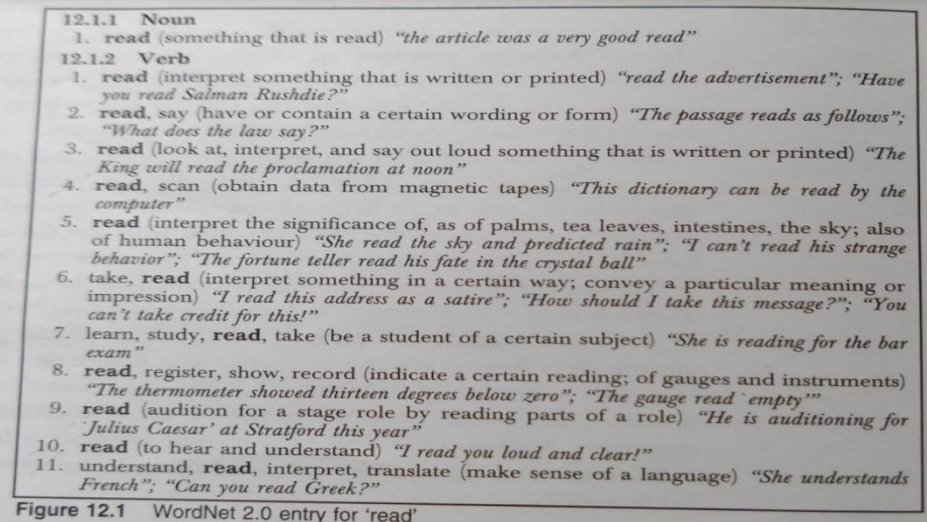 12.1.1 Noun
1. read (something that is read) “the article was a very good read”
12.1.2 Verb
1. read (interpret something that is written or printed) “read the advertisement”; “Have
you read Salman Rushdie?”
2. read, say (have or contain a certain wording or form) “The passage reads as follows”;
“What does the law say?”
3. read (look at, interpret, and say out loud something that is written or printed) “The
King will read the proclamation at noon”
4. read, scan (obtain data from magnetic tapes) “This dictionary can be read by the
computer”
5. read (interpret the significance of, as of palms, tea leaves, intestines, the sky; also
of human behaviour) “She read the sky and predicted rain”; “I can’t read his strange
behavior”; “The fortune teller read his fate in the crystal ball”
6. take, read (interpret something in a certain way; convey a particular meaning or
impression) “I read this address as a satire”; “How should I take this message?”; “You
can’t take credit for this!”
7. learn, study, read, take (be a student of a certain subject) “She is reading for the bar
exam”
8. read, register, show, record (indicate a certain reading; of gauges and instruments)
“The thermometer showed thirteen degrees below zero”; “The gauge read `empty’”
9. read (audition for a stage role by reading parts of a role) “He is auditioning for
`Julius Caesar’ at Stratford this year”
10. read (to hear and understand) “I read you loud and clear!”
11. understand, read, interpret, translate (make sense of a language) “She understands
French”; “Can you read Greek?”
Figure 12.1 WordNet 2.0 entry for ‘read’